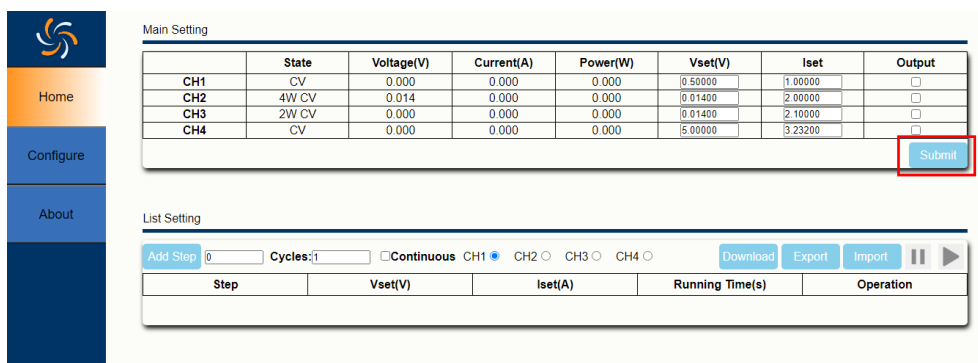 Main Setting
State Voltage(V) Current(A) Power(W) Vset(V) Iset Output
CH1 CV 0.000 0.000 0.000 0.50000 1.00000
Home
CH2 4W CV 0.014 0.000 0.000 0.01400 2.00000
CH3 2W CV 0.000 0.000 0.000 0.01400 2.10000
CH4 CV 0.000 0.000 0.000 5.00000 3.23200
Configure
Submit
About
List Setting
Add Step 0 Cycles:1 Continuous CH1 CH2 CH3 CH4 Download Export Import
Step Vset(V) Iset(A) Running Time(s) Operation